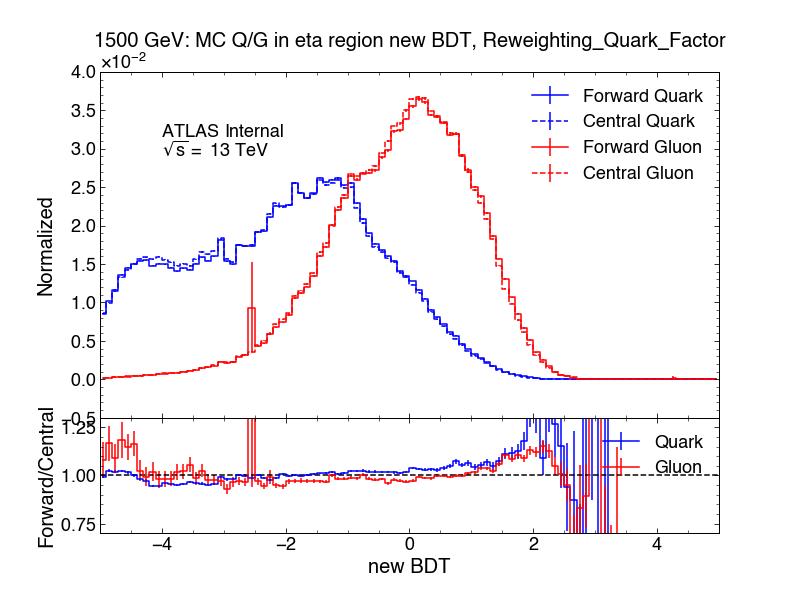 1500 GeV: MC Q/G in eta region new BDT, Reweighting_Quark_Factor
×10⁻²
4.0
3.5
3.0
2.5
2.0
1.5
1.0
0.5
0.0
Normalized
ATLAS Internal
√s = 13 TeV
Forward Quark
Central Quark
Forward Gluon
Central Gluon
−0.5
1.25
1.00
0.75
Forward/Central
Quark
Gluon
−4 −2 0 2 4
new BDT